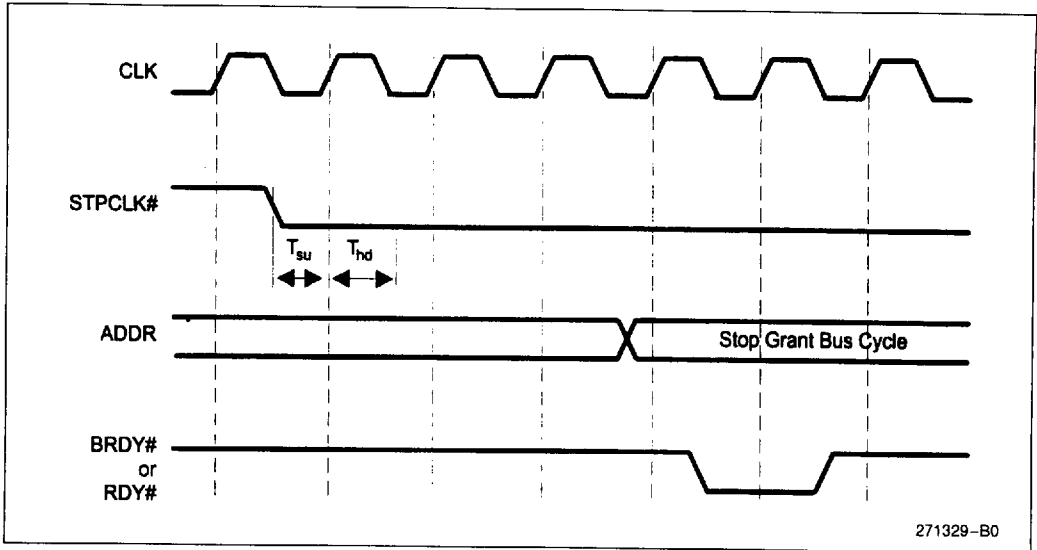 CLK
STPCLK#
Tsu Thd
ADDR
Stop Grant Bus Cycle
BRDY#
or
RDY#
271329-B0